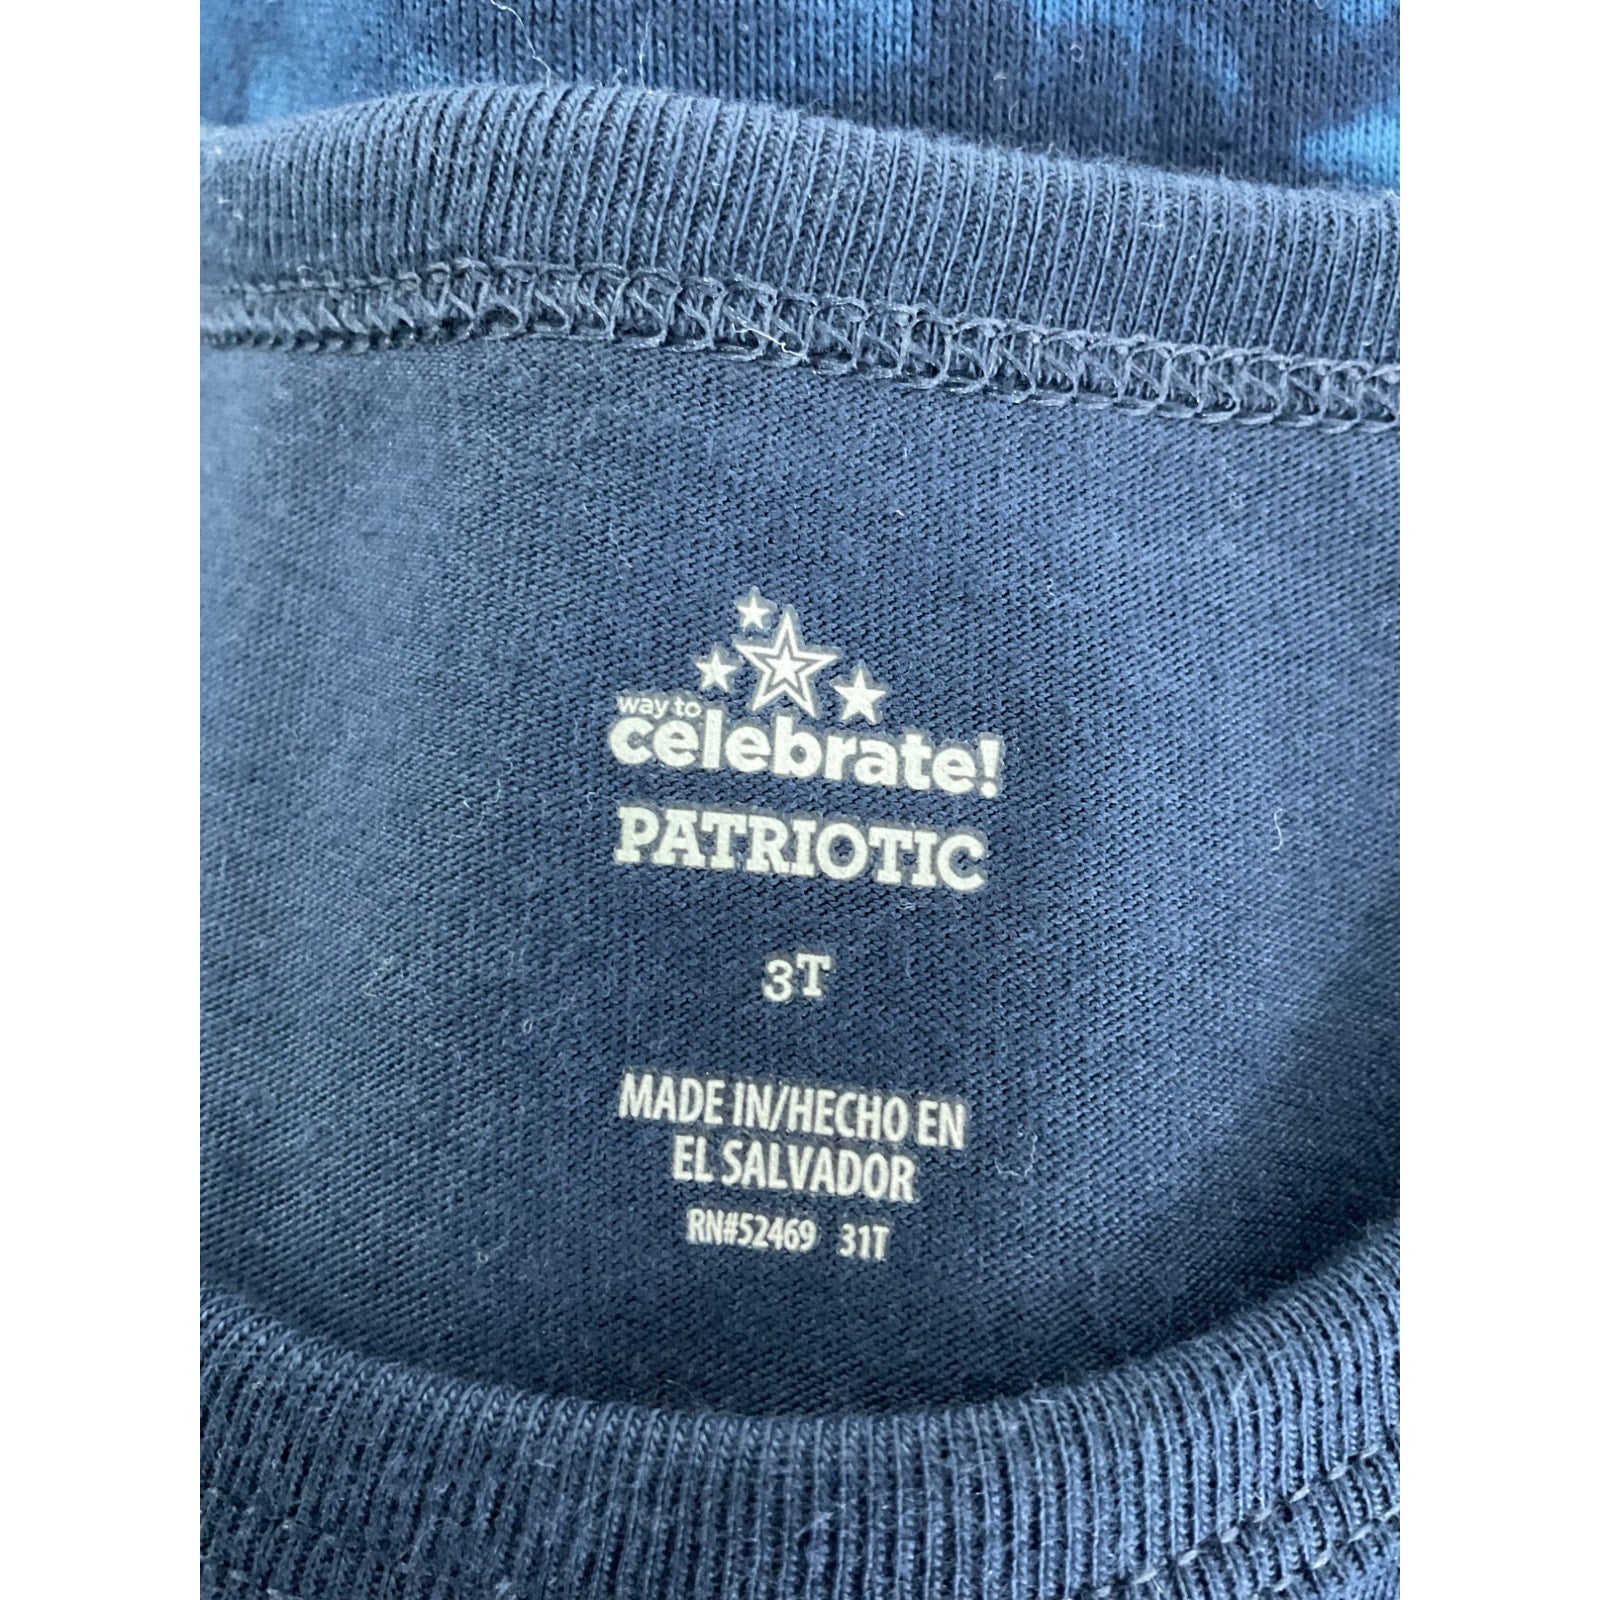 way to
celebrate!
PATRIOTIC
3T
MADE IN/HECHO EN
EL SALVADOR
RN#52469 31T